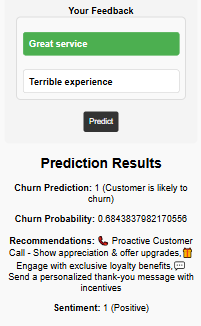 Your Feedback
Great service
Terrible experience
Predict
Prediction Results
Churn Prediction: 1 (Customer is likely to
churn)
Churn Probability: 0.6843837982170556
Recommendations: 📞 Proactive Customer
Call - Show appreciation & offer upgrades,🎁
Engage with exclusive loyalty benefits,💬
Send a personalized thank-you message with
incentives
Sentiment: 1 (Positive)